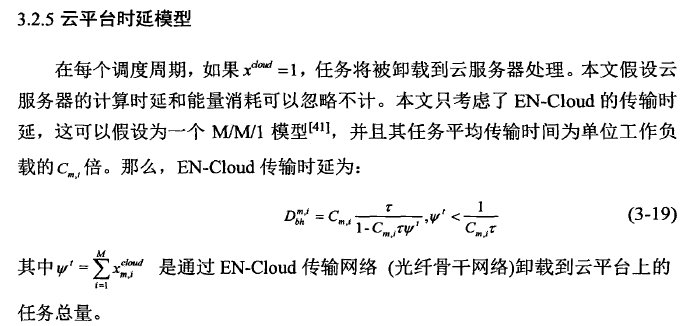 3.2.5 云平台时延模型
在每个调度周期，如果 x^{cloud} =1，任务将被卸载到云服务器处理。本文假设云
服务器的计算时延和能量消耗可以忽略不计。本文只考虑了 EN-Cloud 的传输时
延，这可以假设为一个 M/M/1 模型[41]，并且其任务平均传输时间为单位工作负
载的 C_{m,i} 倍。那么，EN-Cloud 传输时延为：
D_{bh}^{m,i} = C_{m,i} \frac{τ}{1-C_{m,i}τψ^t}, ψ^t < \frac{1}{C_{m,i}τ} (3-19)
其中 ψ^t = \sum_{i=1}^{M} x_{m,i}^{cloud} 是通过 EN-Cloud 传输网络 (光纤骨干网络)卸载到云平台上的
任务总量。